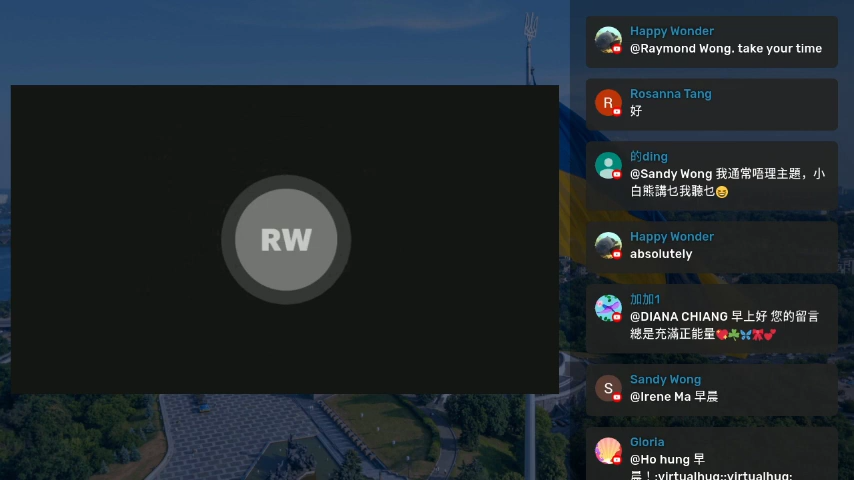 RW
Happy Wonder
@Raymond Wong. take your time
Rosanna Tang
R
好
的ding
@Sandy Wong 我通常唔理主題，小
白熊講乜我聽乜😆
Happy Wonder
absolutely
加加1
@DIANA CHIANG 早上好 您的留言
總是充滿正能量💖☘️🦋🎀💕
Sandy Wong
S
@Irene Ma 早晨
Gloria
@Ho hung 早
晨！:virtualhug::virtualhug: